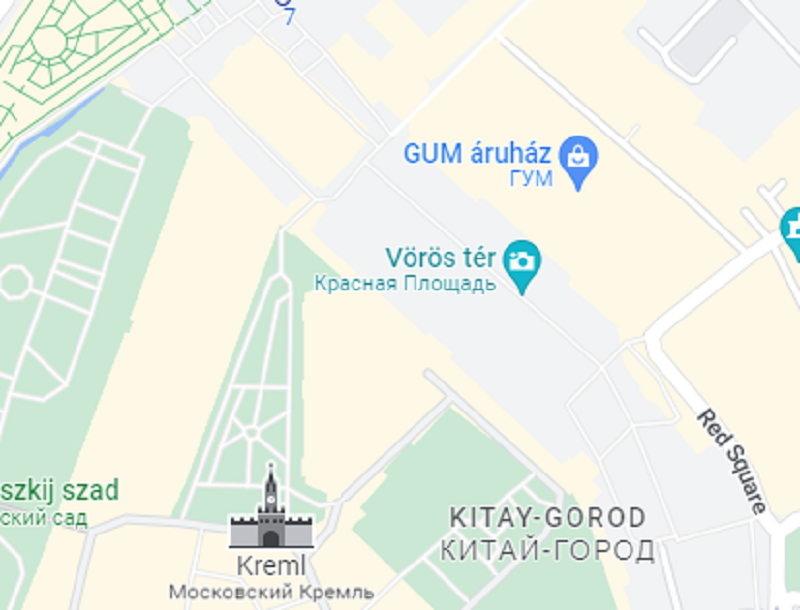 7
GUM áruház
ГУМ
Vörös tér
Красная Площадь
Red Square
szkij szad
ский сад
KITAY-GOROD
КИТАЙ-ГОРОД
Kreml
Московский Кремль